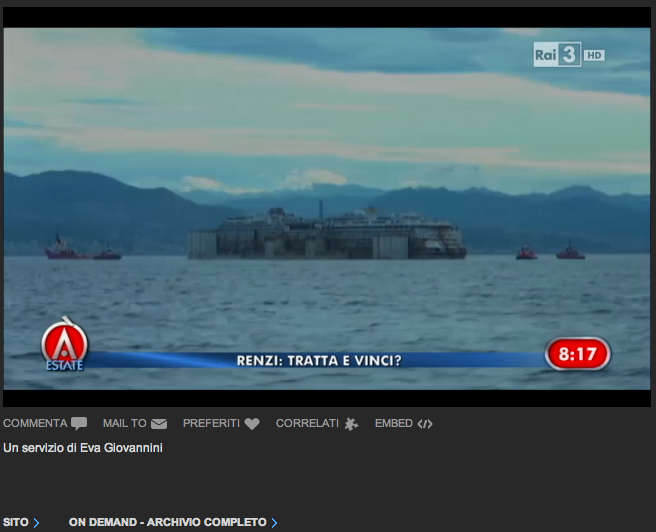 Rai 3 HD
À
ESTATE
RENZI: TRATTA E VINCI?
8:17
COMMENTA MAIL TO PREFERITI CORRELATI EMBED
Un servizio di Eva Giovannini
SITO ON DEMAND - ARCHIVIO COMPLETO